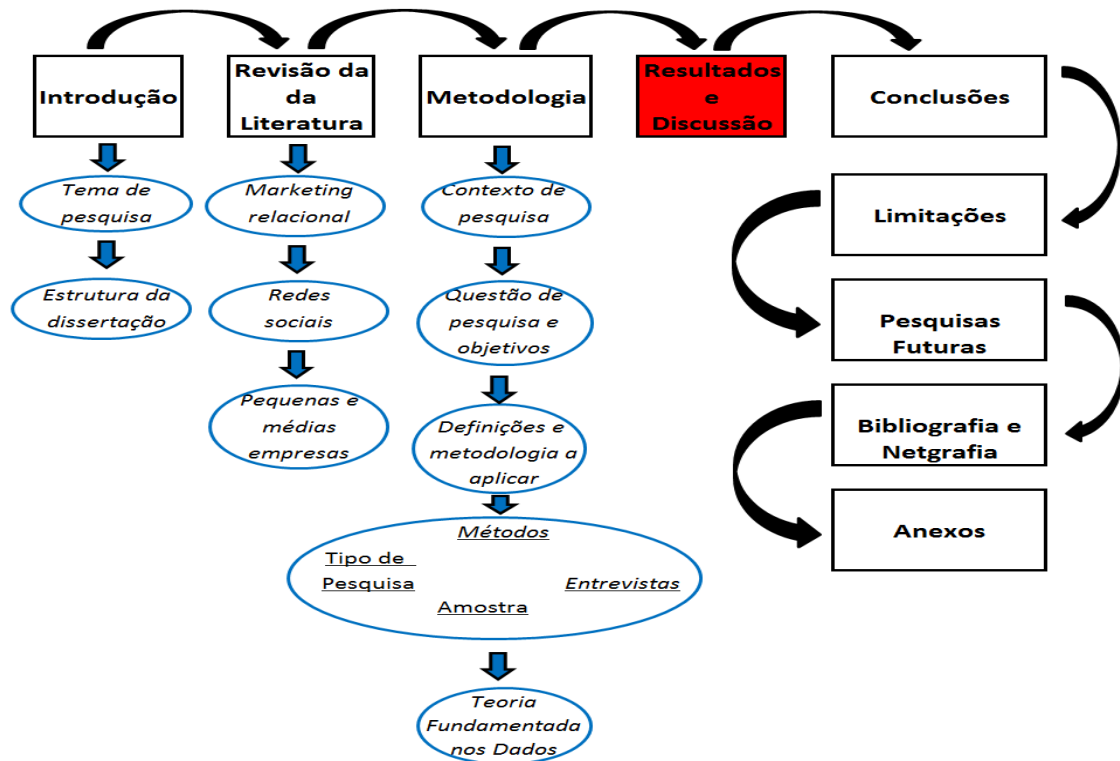 Introdução
Revisão da
da
Literatura
Metodologia
Resultados
e
Discussão
Conclusões
Tema de
pesquisa
Estrutura da
dissertação
Marketing
relacional
Redes
sociais
Pequenas e
médias
empresas
Contexto de
pesquisa
Questão de
pesquisa e
objetivos
Definições e
metodologia a
aplicar
Métodos
Tipo de
Pesquisa
Entrevistas
Amostra
Teoria
Fundamentada
nos Dados
Limitações
Pesquisas
Futuras
Bibliografia e
Netgrafia
Anexos